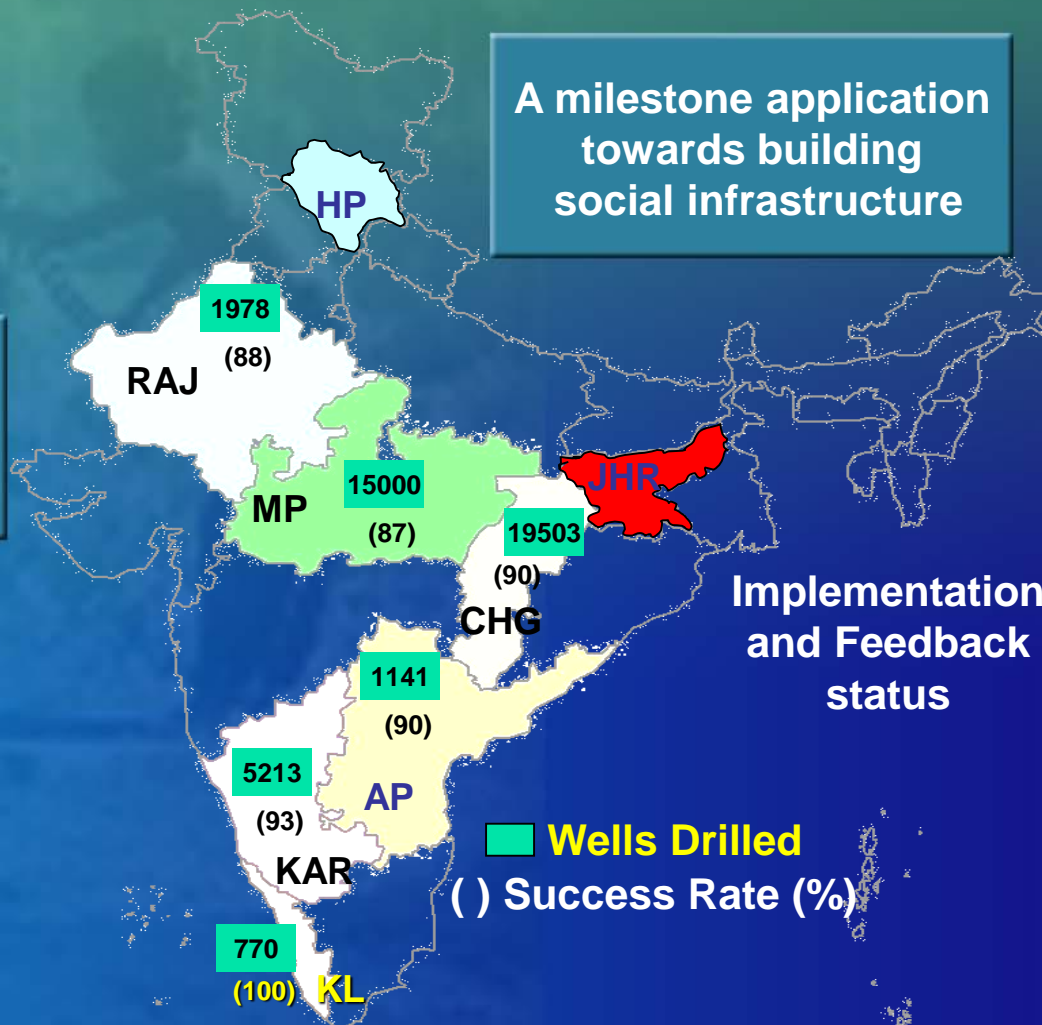 A milestone application
towards building
social infrastructure
HP
1978
(88)
RAJ
15000
MP
(87)
JHR
19503
(90)
CHG
Implementation
and Feedback
status
1141
(90)
5213
(93)
AP
KAR
Wells Drilled
( ) Success Rate (%)
770
(100) KL